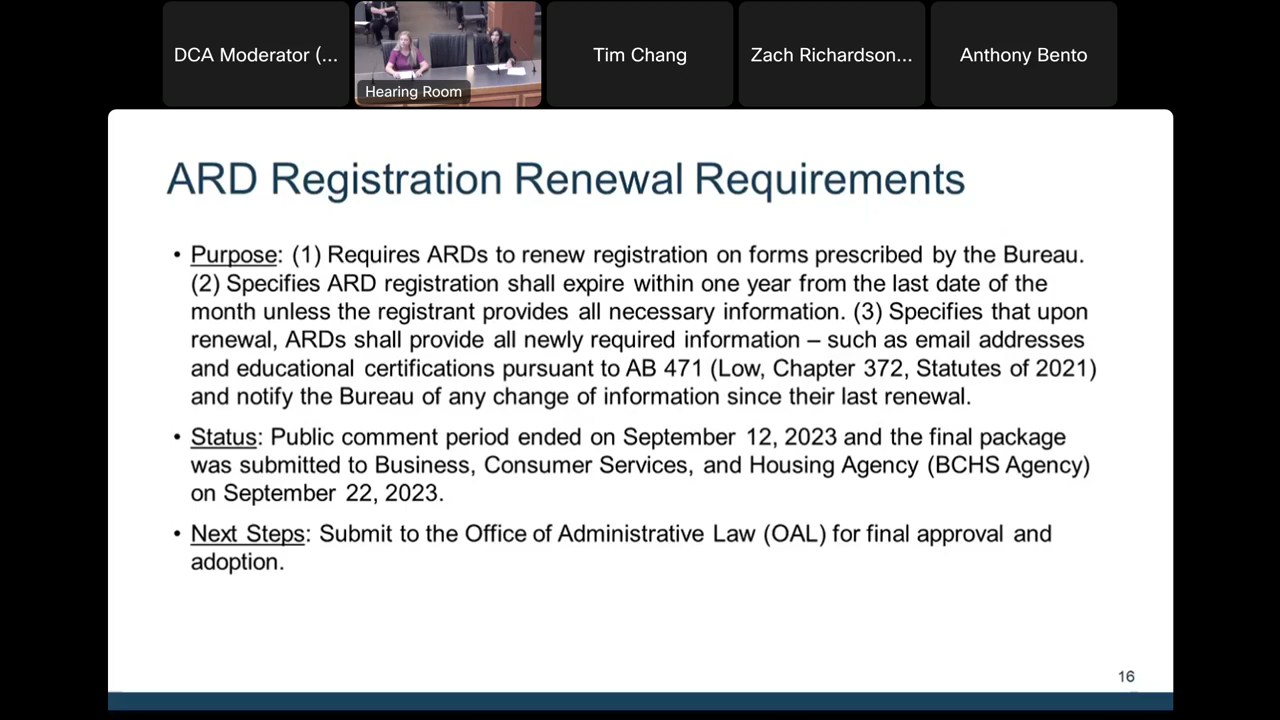 DCA Moderator (...
Hearing Room
Tim Chang
Zach Richardson...
Anthony Bento
ARD Registration Renewal Requirements
• Purpose: (1) Requires ARDs to renew registration on forms prescribed by the Bureau.
(2) Specifies ARD registration shall expire within one year from the last date of the
month unless the registrant provides all necessary information. (3) Specifies that upon
renewal, ARDs shall provide all newly required information – such as email addresses
and educational certifications pursuant to AB 471 (Low, Chapter 372, Statutes of 2021)
and notify the Bureau of any change of information since their last renewal.
• Status: Public comment period ended on September 12, 2023 and the final package
was submitted to Business, Consumer Services, and Housing Agency (BCHS Agency)
on September 22, 2023.
• Next Steps: Submit to the Office of Administrative Law (OAL) for final approval and
adoption.
16